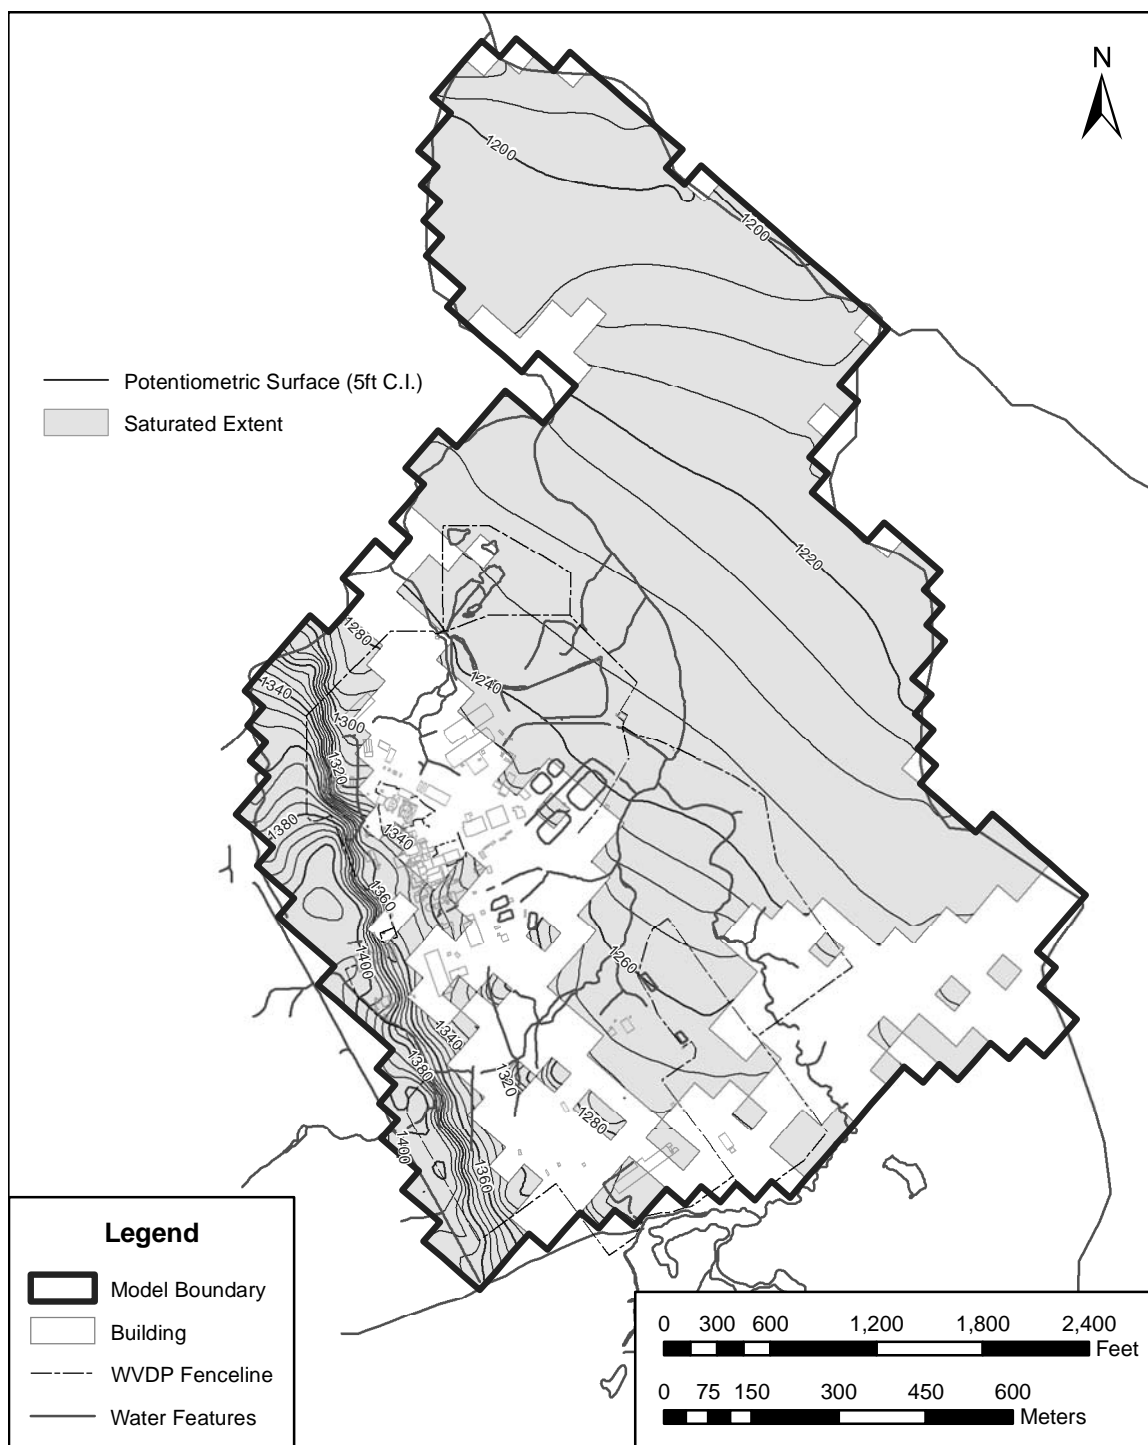 N
1200
1200
Potentiometric Surface (5ft C.I.)
Saturated Extent
1220
1280
1340
1240
1300
1320
1380
1340
1360
1400
1260
1340
1380
1320
1280
1400
1360
Legend
Model Boundary
Building
WVDP Fenceline
Water Features
0 300 600 1,200 1,800 2,400
Feet
0 75 150 300 450 600
Meters